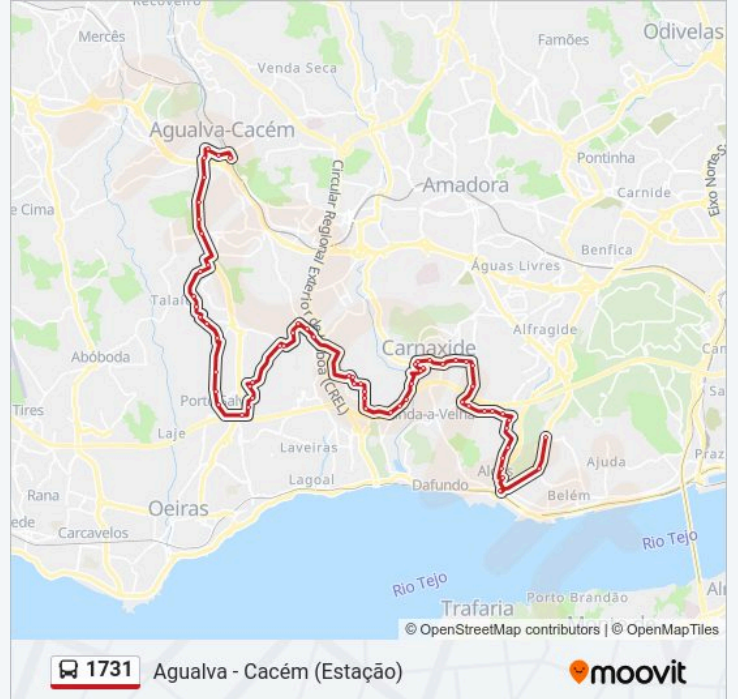 Recoveiro
Mercês
Famões
Odivelas
Venda Seca
Agualva-Cacém
Pontinha
Amadora
Carnide
Eixo Norte
e Cima
Circular Regional Exterior de Lisboa (CREL)
Benfica
Águas Livres
Talaí
Alfragide
Carnaxide
Abóboda
Porto Salvo
Tires
Laje
nda-a-Velha
Laveiras
Algés
Ajuda
Praz
Rana
Lagoal
Dafundo
Belém
Oeiras
Carcavelos
Rio Tejo
Rio Tejo
Porto Brandão
Trafaria
© OpenStreetMap contributors | © OpenMapTiles
1731 Agualva - Cacém (Estação)
moovit